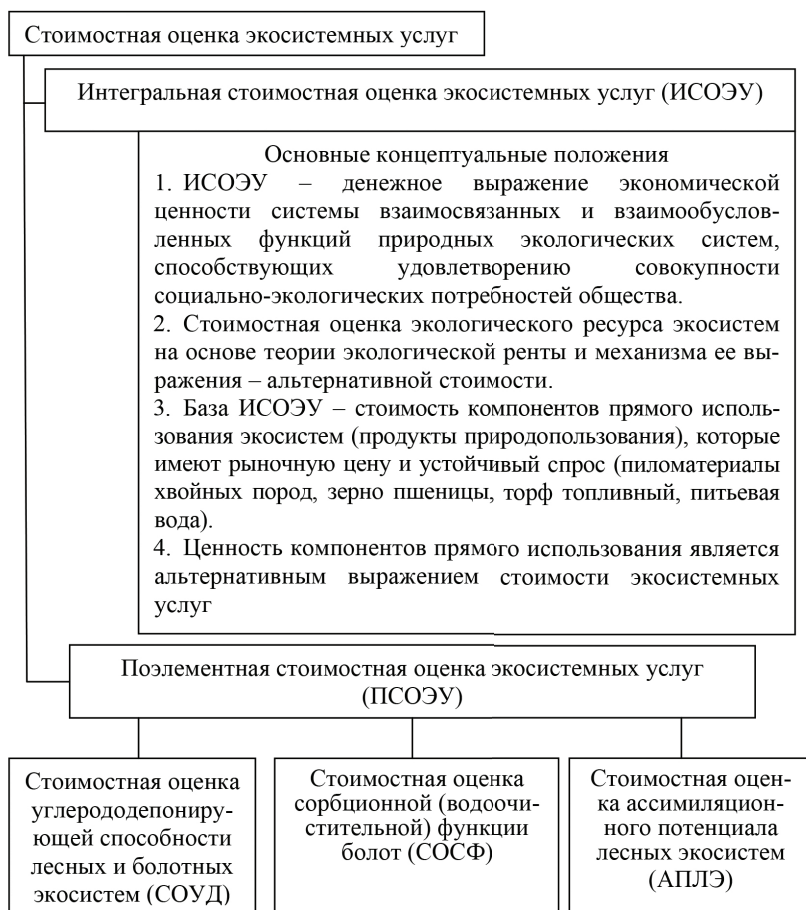 Стоимостная оценка экосистемных услуг
Интегральная стоимостная оценка экосистемных услуг (ИСОЭУ)
Основные концептуальные положения
1. ИСОЭУ – денежное выражение экономической
ценности системы взаимосвязанных и взаимообуслов-
ленных функций природных экологических систем,
способствующих удовлетворению совокупности
социально-экологических потребностей общества.
2. Стоимостная оценка экологического ресурса экосистем
на основе теории экологической ренты и механизма ее вы-
ражения – альтернативной стоимости.
3. База ИСОЭУ – стоимость компонентов прямого исполь-
зования экосистем (продукты природопользования), которые
имеют рыночную цену и устойчивый спрос (пиломатериалы
хвойных пород, зерно пшеницы, торф топливный, питьевая
вода).
4. Ценность компонентов прямого использования является
альтернативным выражением стоимости экосистемных
услуг
Поэлементная стоимостная оценка экосистемных услуг
(ПСОЭУ)
Стоимостная оценка
углерододепониру-
ющей способности
лесных и болотных
экосистем (СОУД)
Стоимостная оценка
сорбционной (водоочи-
стительной) функции
болот (СОСФ)
Стоимостная оцен-
ка ассимиляцион-
ного потенциала
лесных экосистем
(АПЛЭ)